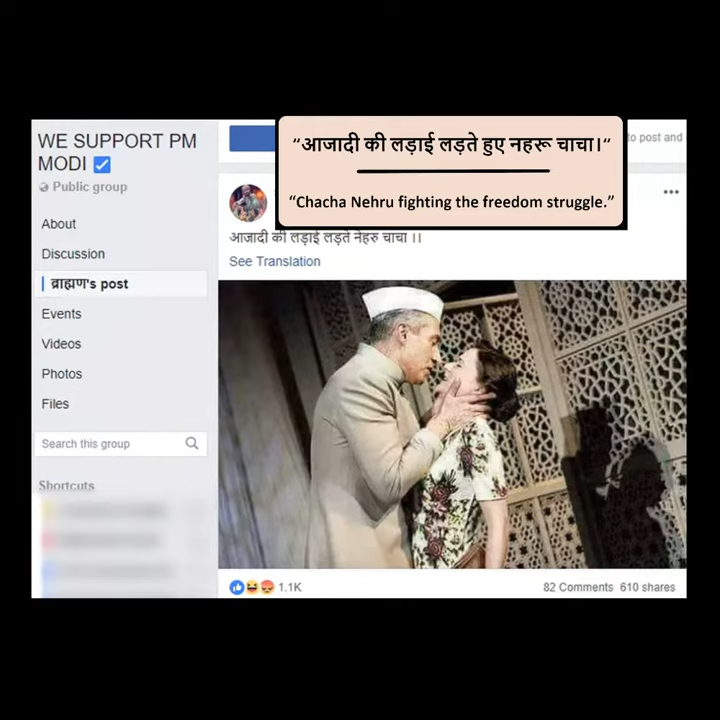 WE SUPPORT PM
MODI
Public group
About
Discussion
ब्राह्मण's post
Events
Videos
Photos
Files
Search this group
Shortcuts
“आजादी की लड़ाई लड़ते हुए नहरू चाचा।“
“Chacha Nehru fighting the freedom struggle.”
to post and
आजादी की लड़ाई लड़ते नेहरु चाचा ।।
See Translation
1.1K
82 Comments 610 shares